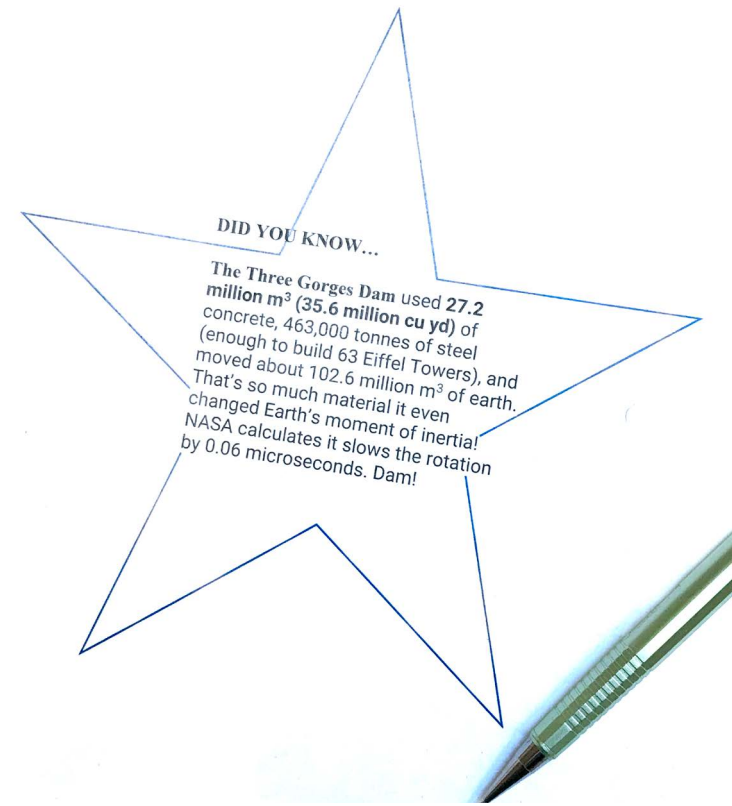 DID YOU KNOW...
The Three Gorges Dam used 27.2
million m³ (35.6 million cu yd) of
concrete, 463,000 tonnes of steel
(enough to build 63 Eiffel Towers), and
moved about 102.6 million m³ of earth.
That's so much material it even
changed Earth's moment of inertia!
NASA calculates it slows the rotation
by 0.06 microseconds. Dam!